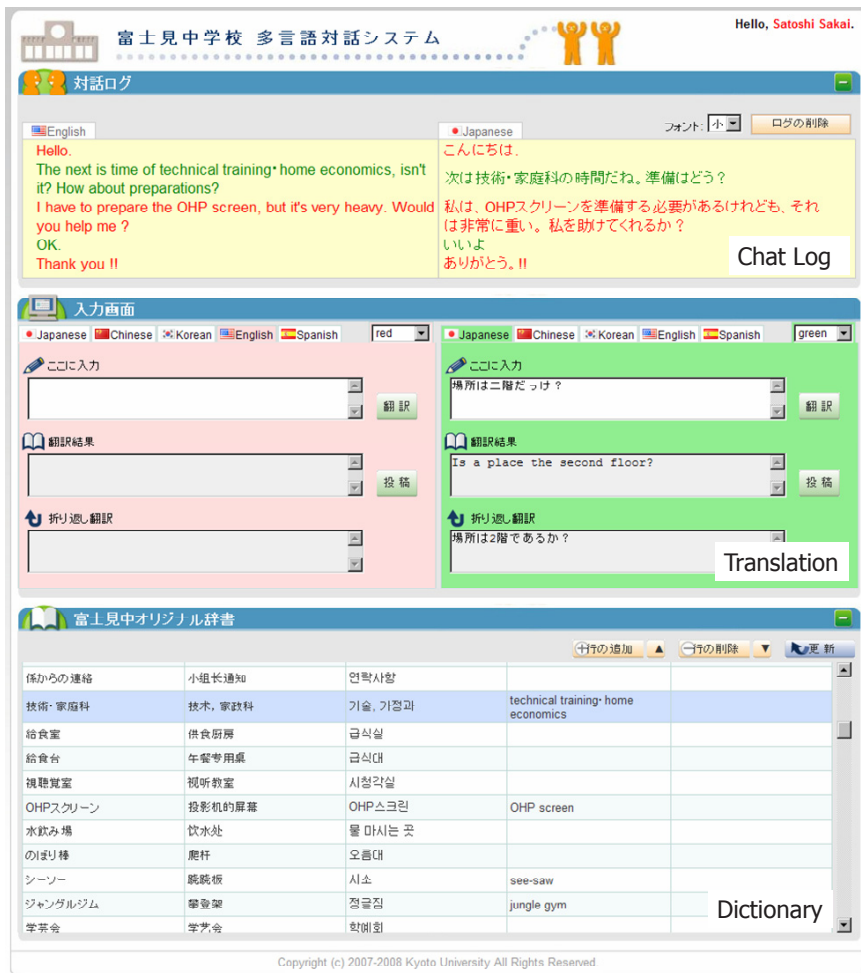 富士見中学校 多言語対話システム
Hello, Satoshi Sakai.
対話ログ
フォント: 小 ログの削除
English
Hello.
The next is time of technical training・home economics, isn't
it? How about preparations?
I have to prepare the OHP screen, but it's very heavy. Would
you help me ?
OK.
Thank you !!
Japanese
こんにちは.
次は技術・家庭科の時間だね。準備はどう？
私は、OHPスクリーンを準備する必要があるけれども、それ
は非常に重い。私を助けてくれるか？
いいよ
ありがとう。!!
Chat Log
入力画面
Japanese Chinese Korean English Spanish red
ここに入力
翻訳
翻訳結果
投稿
折り返し翻訳
Japanese Chinese Korean English Spanish green
ここに入力
場所は二階だっけ？
翻訳
翻訳結果
Is a place the second floor?
投稿
折り返し翻訳
場所は2階であるか？
Translation
富士見中オリジナル辞書
行の追加 ▲ 行の削除 ▼ 更新
係からの連絡 小组长通知 연락사항
技術・家庭科 技术，家政科 기술, 가정과 technical training・home
economics
給食室 供食厨房 급식실
給食台 午餐专用桌 급식대
視聴覚室 视听教室 시청각실
OHPスクリーン 投影机的屏幕 OHP스크린 OHP screen
水飲み場 饮水处 물 마시는 곳
のぼり棒 爬杆 오름대
シーソー 跷跷板 시소 see-saw
ジャングルジム 攀登架 정글짐 jungle gym
学芸会 学艺会 학예회
Dictionary
Copyright (c) 2007-2008 Kyoto University All Rights Reserved.